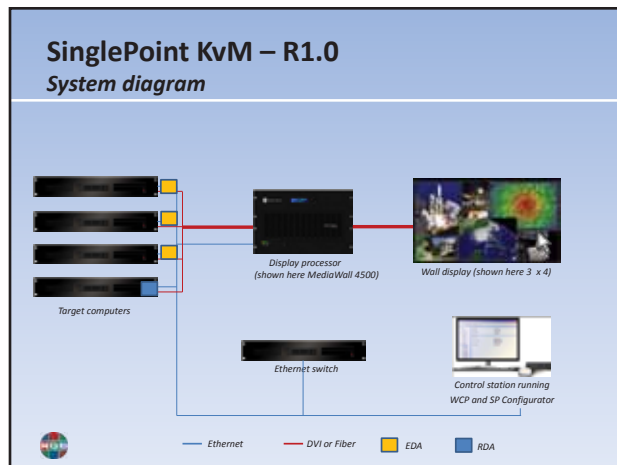 SinglePoint KvM – R1.0
System diagram
Display processor
(shown here MediaWall 4500)
Wall display (shown here 3 x 4)
Target computers
Ethernet switch
Control station running
WCP and SP Configurator
Ethernet
DVI or Fiber
EDA
RDA